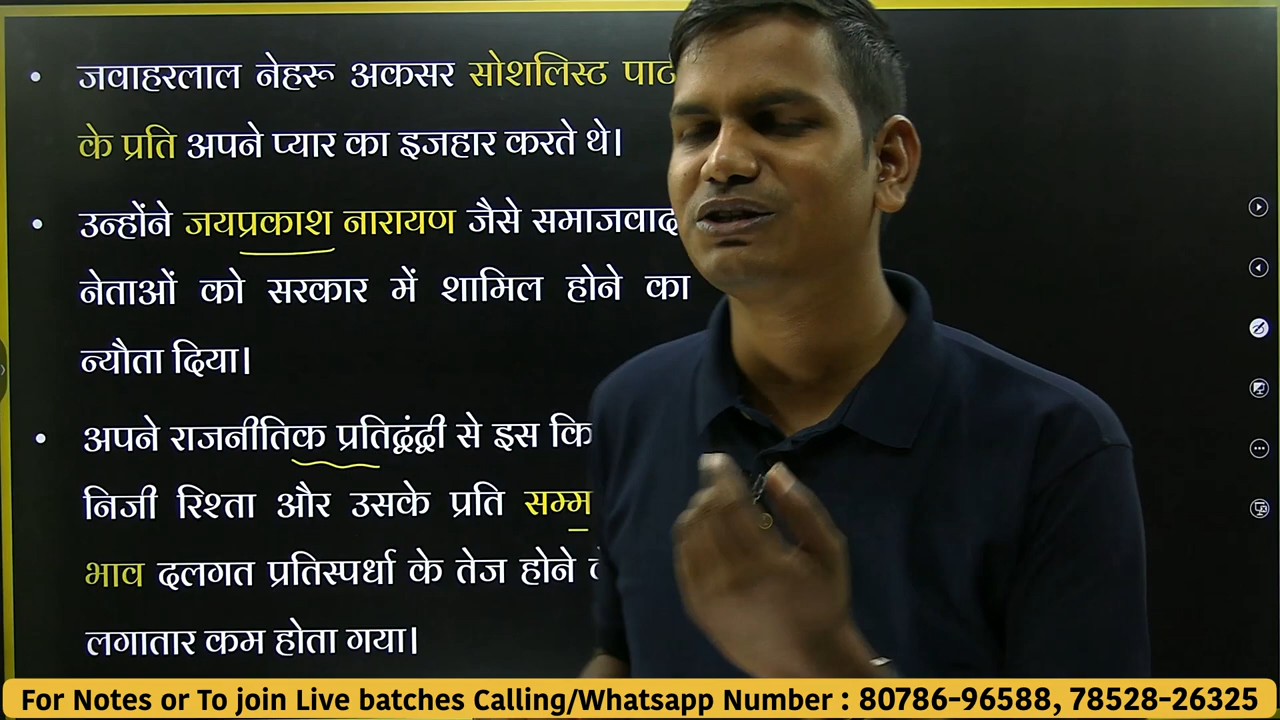 • जवाहरलाल नेहरू अकसर सोशलिस्ट
के प्रति अपने प्यार का इजहार करते थे।
• उन्होंने जयप्रकाश नारायण जैसे
नेताओं को सरकार में शामिल होने का
न्यौता दिया।
• अपने राजनीतिक प्रतिद्वंद्वी से इस
निजी रिश्ता और उसके प्रति
भाव दलगत प्रतिस्पर्धा के तेज होने
लगातार कम होता गया।
For Notes or To join Live batches Calling/Whatsapp Number : 80786-96588, 78528-26325